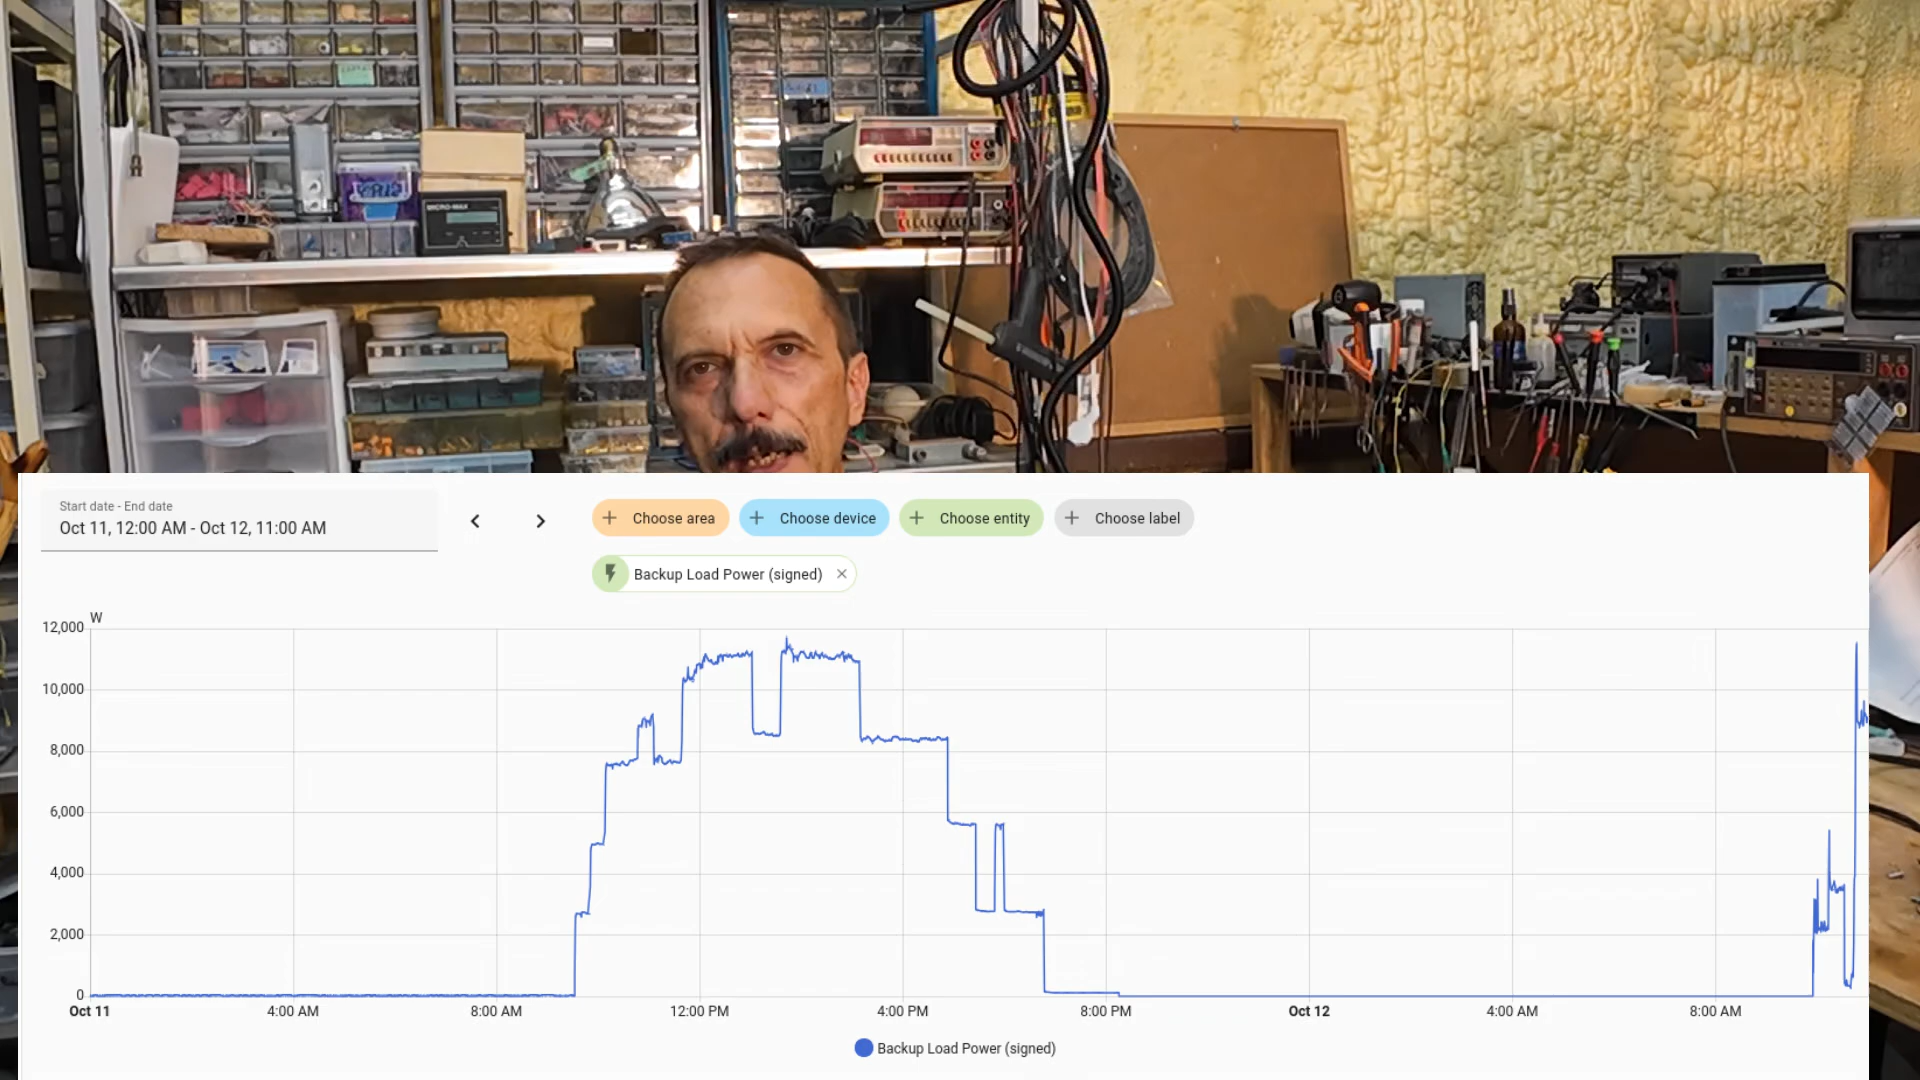 MICRO-MAX
Start date - End date
Oct 11, 12:00 AM - Oct 12, 11:00 AM
Choose area
Choose device
Choose entity
Choose label
Backup Load Power (signed)
W
12,000
10,000
8,000
6,000
4,000
2,000
0
Oct 11
4:00 AM
8:00 AM
12:00 PM
4:00 PM
8:00 PM
Oct 12
4:00 AM
8:00 AM
Backup Load Power (signed)